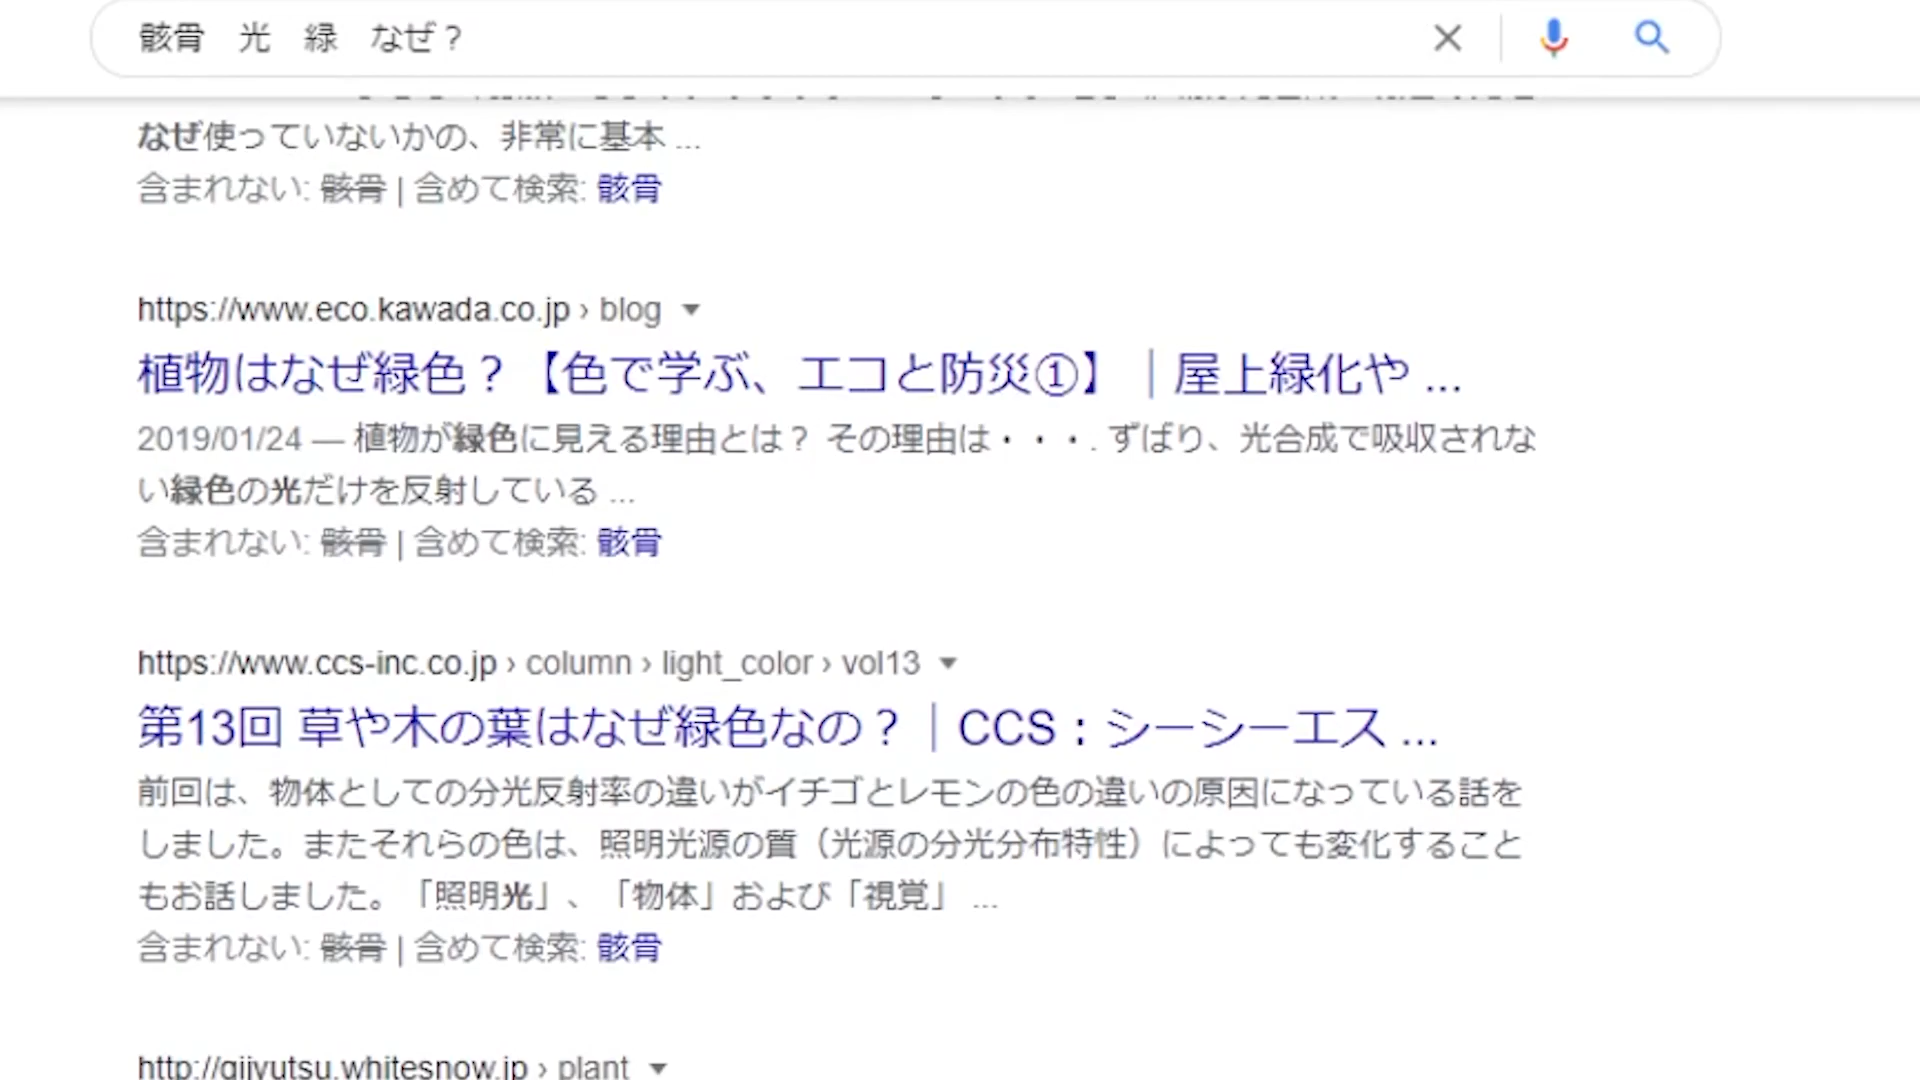 骸骨　光　緑　なぜ？
なぜ使っていないかの、非常に基本 ...
含まれない: 骸骨 | 含めて検索: 骸骨
https://www.eco.kawada.co.jp › blog
植物はなぜ緑色？【色で学ぶ、エコと防災①】｜屋上緑化や ...
2019/01/24 — 植物が緑色に見える理由とは？ その理由は・・・. ずばり、光合成で吸収されな
い緑色の光だけを反射している ...
含まれない: 骸骨 | 含めて検索: 骸骨
https://www.ccs-inc.co.jp › column › light_color › vol13
第13回 草や木の葉はなぜ緑色なの？｜CCS：シーシーエス ...
前回は、物体としての分光反射率の違いがイチゴとレモンの色の違いの原因になっている話を
しました。またそれらの色は、照明光源の質（光源の分光分布特性）によっても変化すること
もお話しました。「照明光」、「物体」および「視覚」 ...
含まれない: 骸骨 | 含めて検索: 骸骨
http://gijyutsu.whitesnow.jp › plant